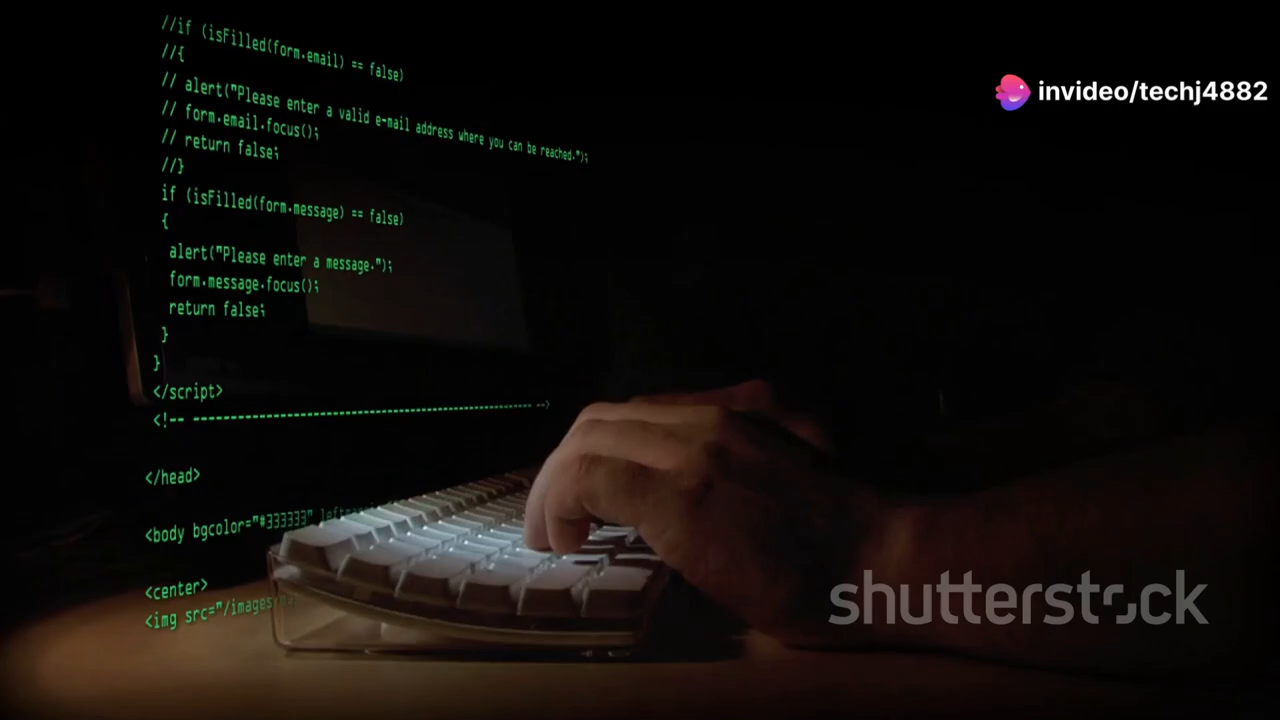 //if (isFilled(form.email) == false)
//{
// alert("Please enter a valid e-mail address where you can be reached.");
// form.email.focus();
// return false;
//}
if (isFilled(form.message) == false)
{
alert("Please enter a message.");
form.message.focus();
return false;
}
}
</script>
<!-- -------------------------------------------------- -->
</head>
<body bgcolor="#333333"
<center>
<img src="/images/
invideo/techj4882
shutterstock